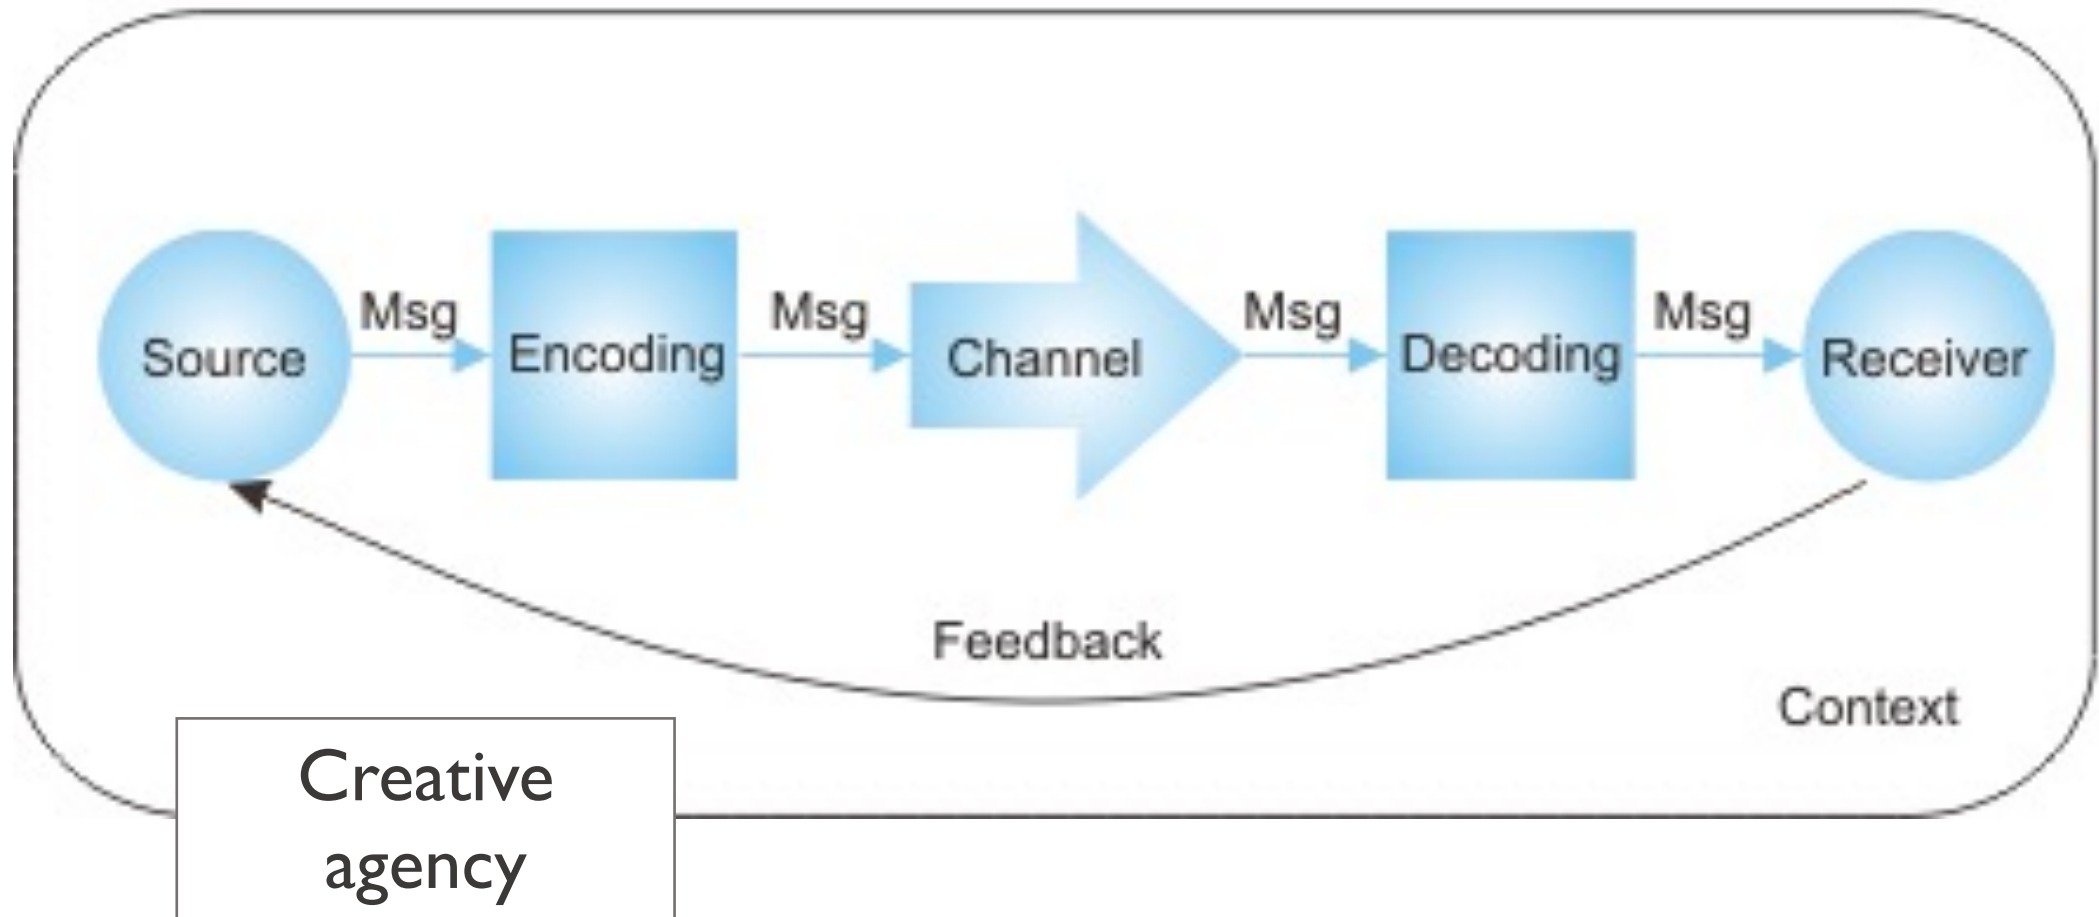 Msg Msg Msg Msg
Source Encoding Channel Decoding Receiver
Feedback
Context
Creative
agency